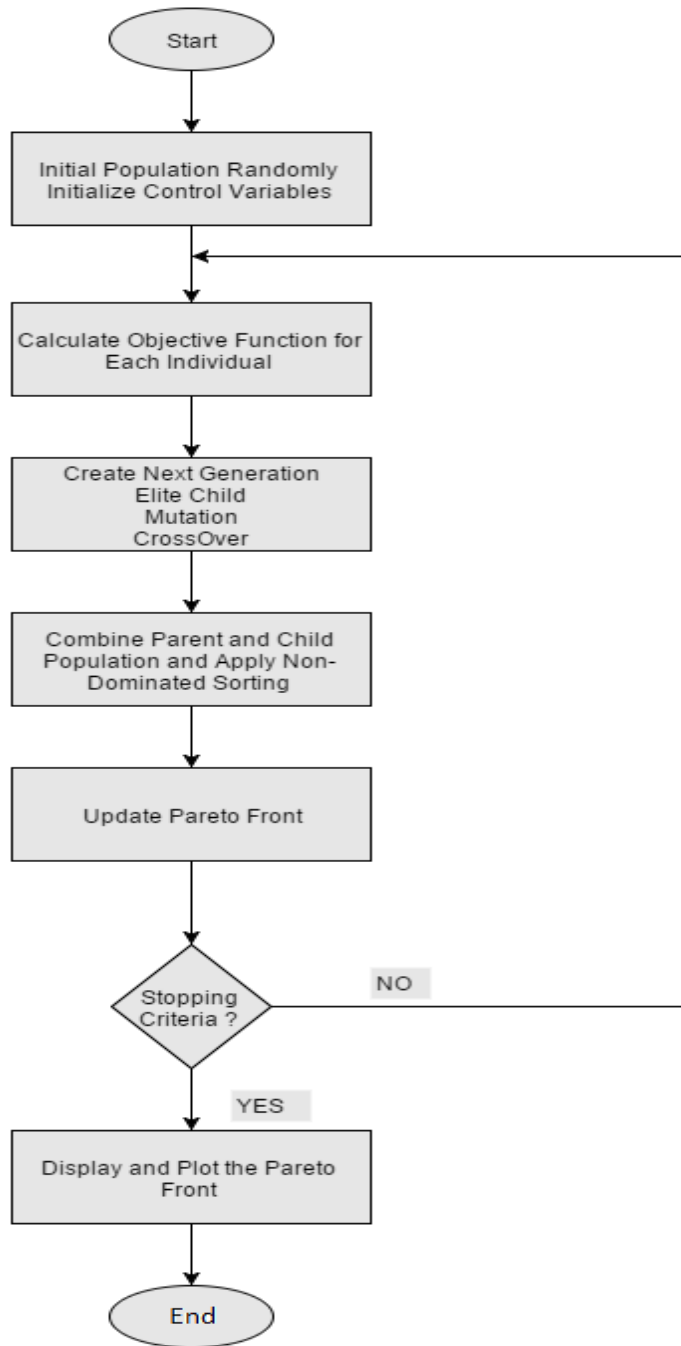 Start
Initial Population Randomly
Initialize Control Variables
Calculate Objective Function for
Each Individual
Create Next Generation
Elite Child
Mutation
CrossOver
Combine Parent and Child
Population and Apply Non-
Dominated Sorting
Update Pareto Front
Stopping
Criteria ?
NO
YES
Display and Plot the Pareto
Front
End